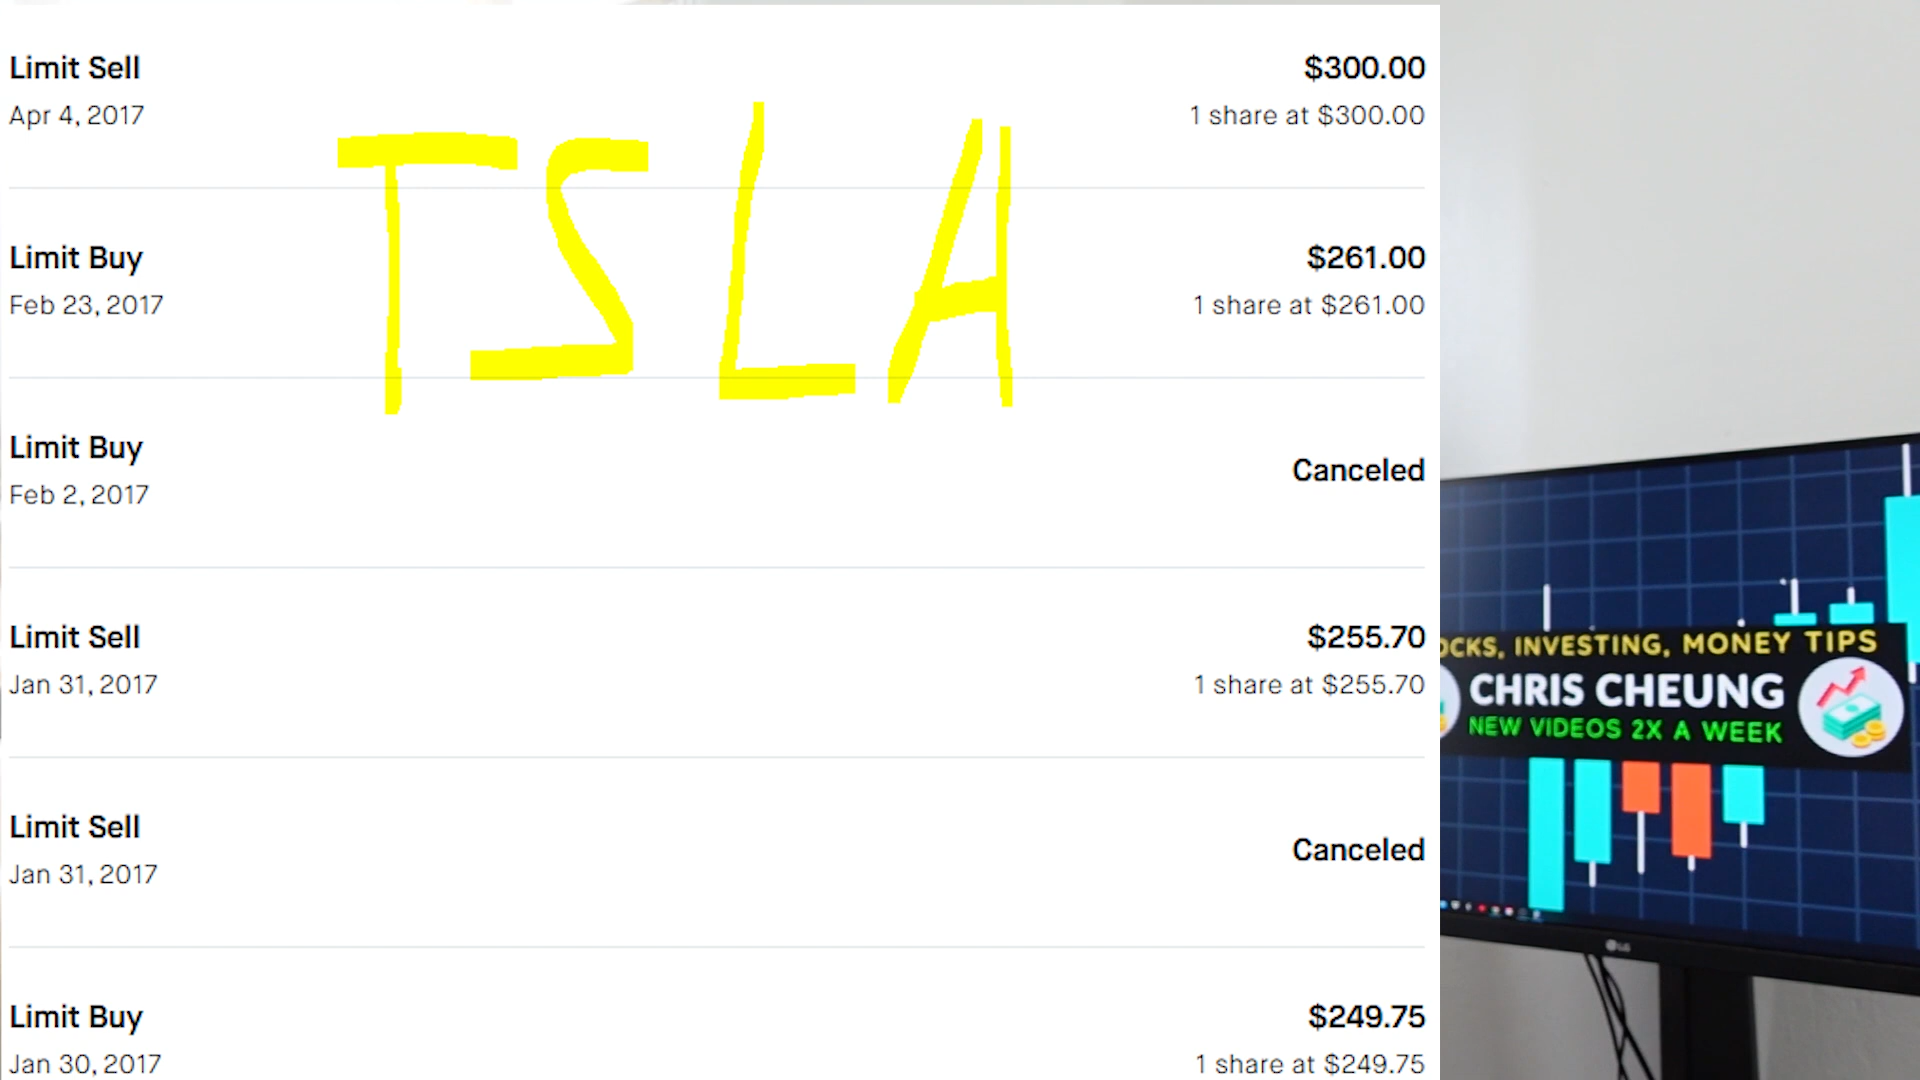 Limit Sell
$300.00
Apr 4, 2017
1 share at $300.00
TSLA
Limit Buy
$261.00
Feb 23, 2017
1 share at $261.00
Limit Buy
Feb 2, 2017
Canceled
Limit Sell
$255.70
Jan 31, 2017
1 share at $255.70
Limit Sell
Jan 31, 2017
Canceled
Limit Buy
$249.75
Jan 30, 2017
1 share at $249.75
OCKS, INVESTING, MONEY TIPS
CHRIS CHEUNG
NEW VIDEOS 2X A WEEK
LG